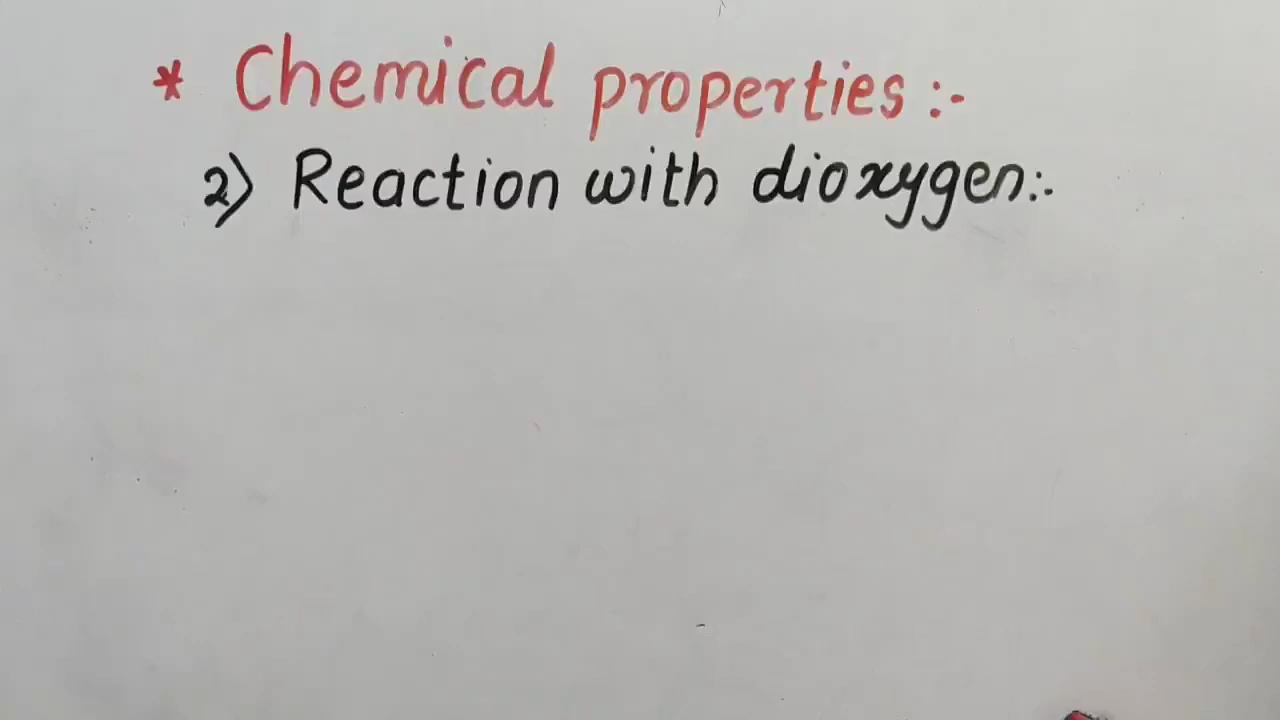 * Chemical properties :-
2) Reaction with dioxygen:-